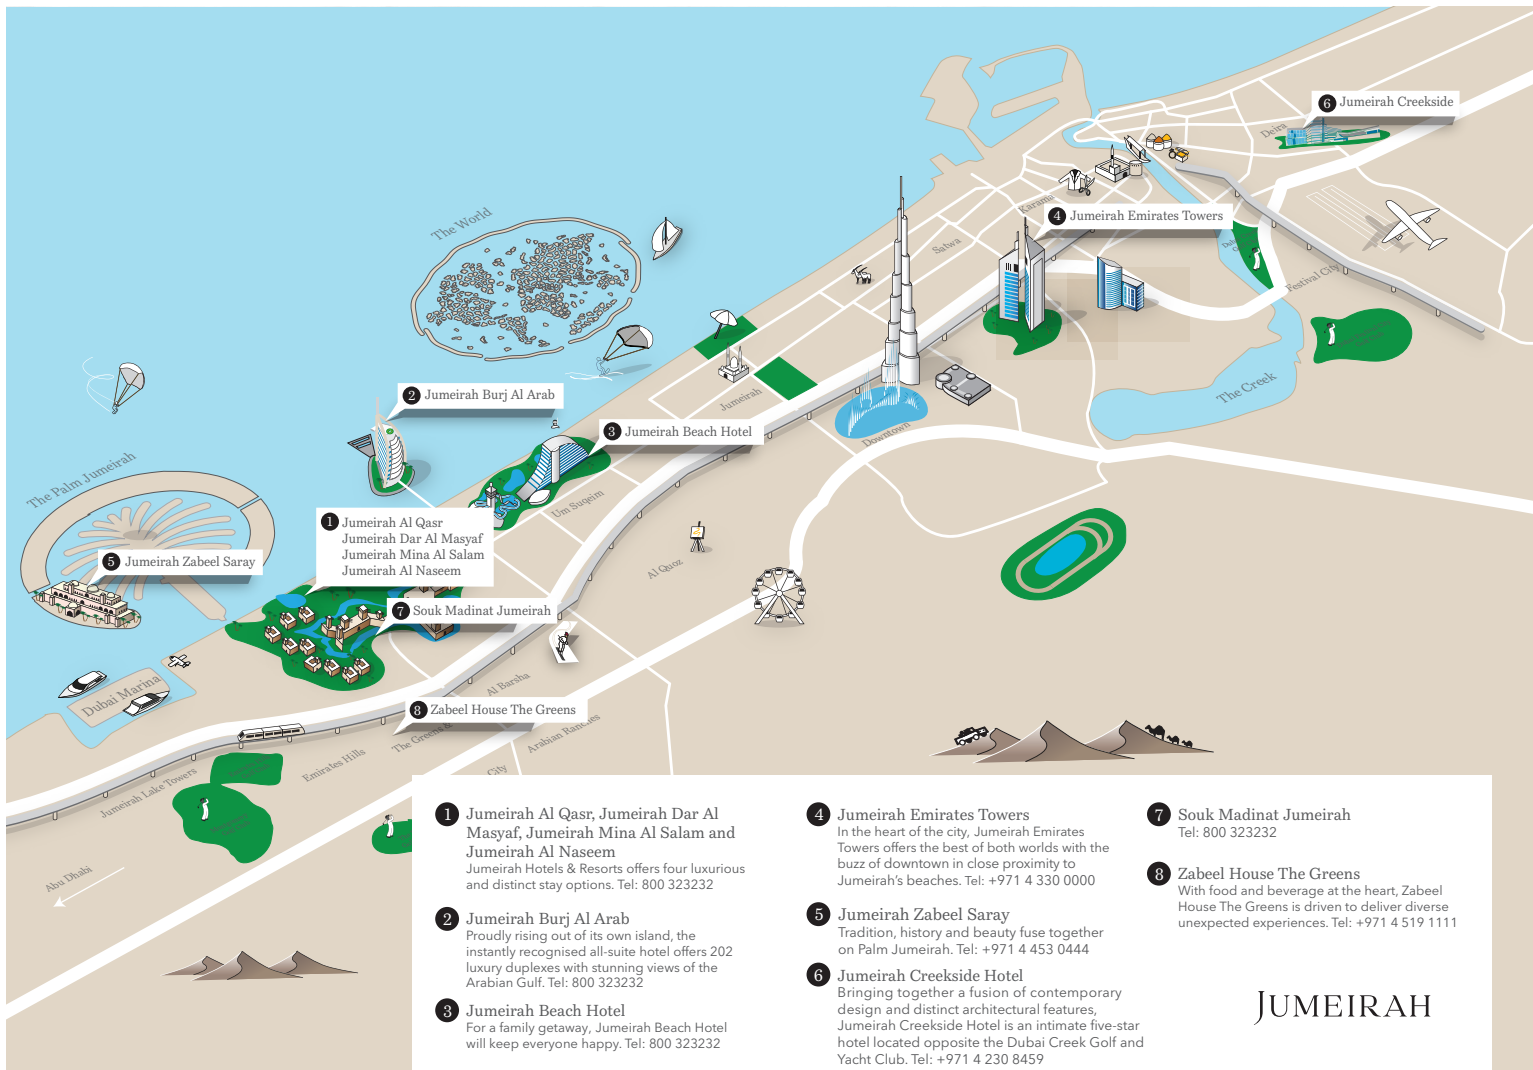 6 Jumeirah Creekside
Deira
Karama
4 Jumeirah Emirates Towers
Satwa
The World
Festival City
The Creek
2 Jumeirah Burj Al Arab
Jumeirah
3 Jumeirah Beach Hotel
Downtown
The Palm Jumeirah
Um Suqeim
1 Jumeirah Al Qasr
Jumeirah Dar Al Masyaf
Jumeirah Mina Al Salam
Jumeirah Al Naseem
5 Jumeirah Zabeel Saray
Al Quoz
7 Souk Madinat Jumeirah
Dubai Marina
Al Barsha
8 Zabeel House The Greens
The Greens &
Arabian Ranches
Emirates Hills
City
Jumeirah Lake Towers
Abu Dhabi
1 Jumeirah Al Qasr, Jumeirah Dar Al
Masyaf, Jumeirah Mina Al Salam and
Jumeirah Al Naseem
Jumeirah Hotels & Resorts offers four luxurious
and distinct stay options. Tel: 800 323232
2 Jumeirah Burj Al Arab
Proudly rising out of its own island, the
instantly recognised all-suite hotel offers 202
luxury duplexes with stunning views of the
Arabian Gulf. Tel: 800 323232
3 Jumeirah Beach Hotel
For a family getaway, Jumeirah Beach Hotel
will keep everyone happy. Tel: 800 323232
4 Jumeirah Emirates Towers
In the heart of the city, Jumeirah Emirates
Towers offers the best of both worlds with the
buzz of downtown in close proximity to
Jumeirah's beaches. Tel: +971 4 330 0000
5 Jumeirah Zabeel Saray
Tradition, history and beauty fuse together
on Palm Jumeirah. Tel: +971 4 453 0444
6 Jumeirah Creekside Hotel
Bringing together a fusion of contemporary
design and distinct architectural features,
Jumeirah Creekside Hotel is an intimate five-star
hotel located opposite the Dubai Creek Golf and
Yacht Club. Tel: +971 4 230 8459
7 Souk Madinat Jumeirah
Tel: 800 323232
8 Zabeel House The Greens
With food and beverage at the heart, Zabeel
House The Greens is driven to deliver diverse
unexpected experiences. Tel: +971 4 519 1111
JUMEIRAH